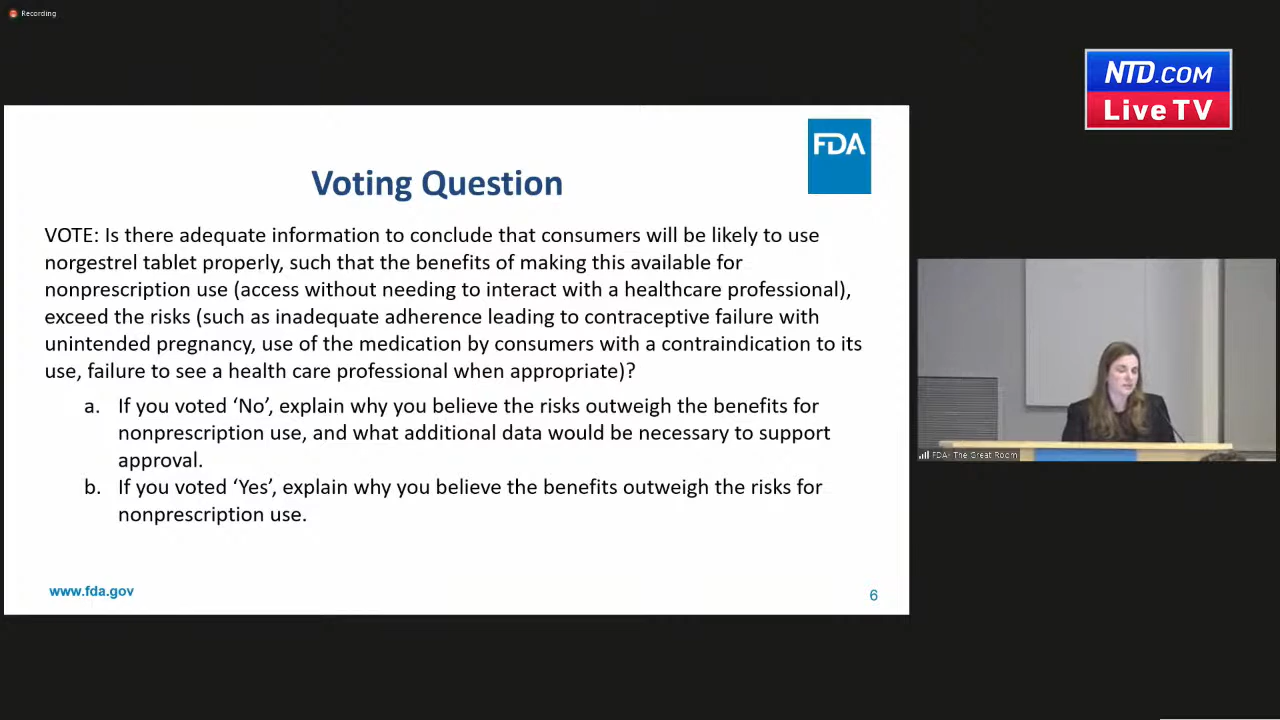 Recording
NTD.COM
Live TV
FDA
Voting Question
VOTE: Is there adequate information to conclude that consumers will be likely to use
norgestrel tablet properly, such that the benefits of making this available for
nonprescription use (access without needing to interact with a healthcare professional),
exceed the risks (such as inadequate adherence leading to contraceptive failure with
unintended pregnancy, use of the medication by consumers with a contraindication to its
use, failure to see a health care professional when appropriate)?
a. If you voted ‘No’, explain why you believe the risks outweigh the benefits for
nonprescription use, and what additional data would be necessary to support
approval.
b. If you voted ‘Yes’, explain why you believe the benefits outweigh the risks for
nonprescription use.
www.fda.gov
6
FDA- The Great Room